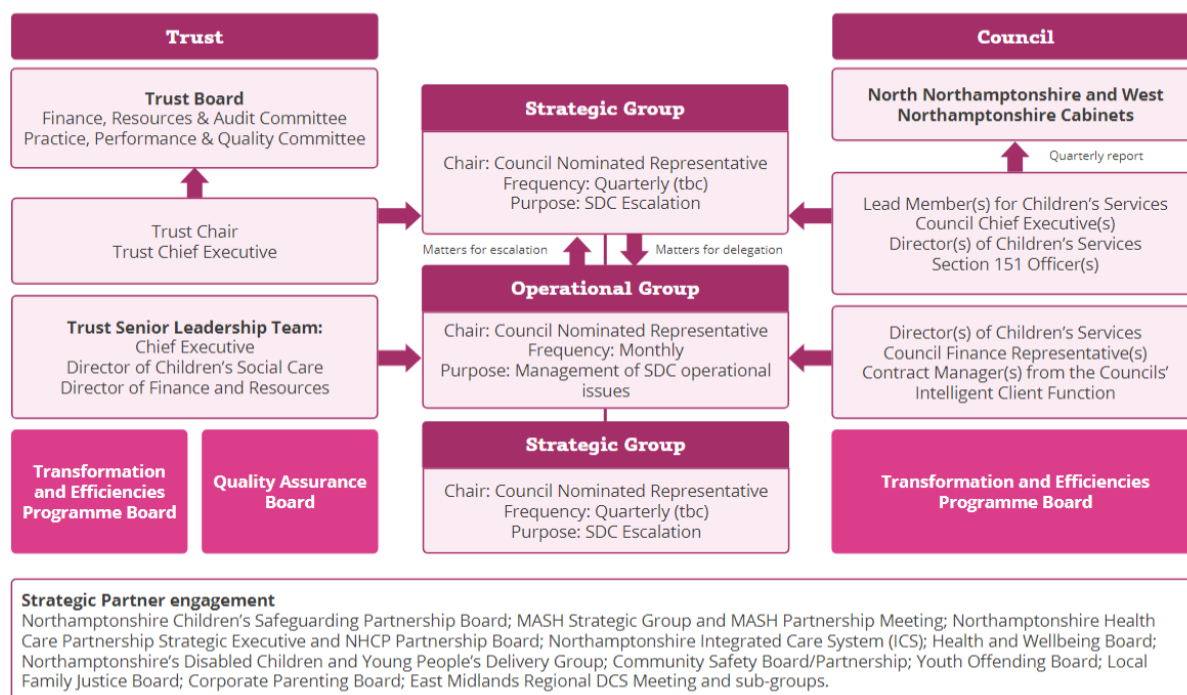 Trust
Trust Board
Finance, Resources & Audit Committee
Practice, Performance & Quality Committee
Trust Chair
Trust Chief Executive
Trust Senior Leadership Team:
Chief Executive
Director of Children's Social Care
Director of Finance and Resources
Transformation
and Efficiencies
Programme Board
Quality Assurance
Board
Strategic Group
Chair: Council Nominated Representative
Frequency: Quarterly (tbc)
Purpose: SDC Escalation
Matters for escalation
Matters for delegation
Operational Group
Chair: Council Nominated Representative
Frequency: Monthly
Purpose: Management of SDC operational
issues
Strategic Group
Chair: Council Nominated Representative
Frequency: Quarterly (tbc)
Purpose: SDC Escalation
Council
North Northamptonshire and West
Northamptonshire Cabinets
Quarterly report
Lead Member(s) for Children's Services
Council Chief Executive(s)
Director(s) of Children's Services
Section 151 Officer(s)
Director(s) of Children's Services
Council Finance Representative(s)
Contract Manager(s) from the Councils'
Intelligent Client Function
Transformation and Efficiencies
Programme Board
Strategic Partner engagement
Northamptonshire Children's Safeguarding Partnership Board; MASH Strategic Group and MASH Partnership Meeting; Northamptonshire Health
Care Partnership Strategic Executive and NHCP Partnership Board; Northamptonshire Integrated Care System (ICS); Health and Wellbeing Board;
Northamptonshire's Disabled Children and Young People's Delivery Group; Community Safety Board/Partnership; Youth Offending Board; Local
Family Justice Board; Corporate Parenting Board; East Midlands Regional DCS Meeting and sub-groups.